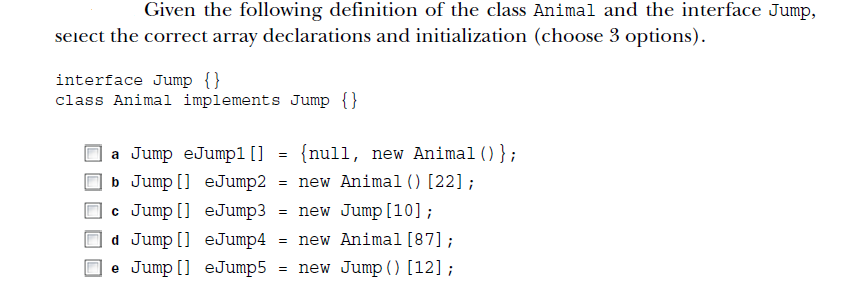 Given the following definition of the class Animal and the interface Jump,
select the correct array declarations and initialization (choose 3 options).
interface Jump {}
class Animal implements Jump {}
a Jump eJump1[] = {null, new Animal()};
b Jump[] eJump2 = new Animal()[22];
c Jump[] eJump3 = new Jump[10];
d Jump[] eJump4 = new Animal[87];
e Jump[] eJump5 = new Jump()[12];